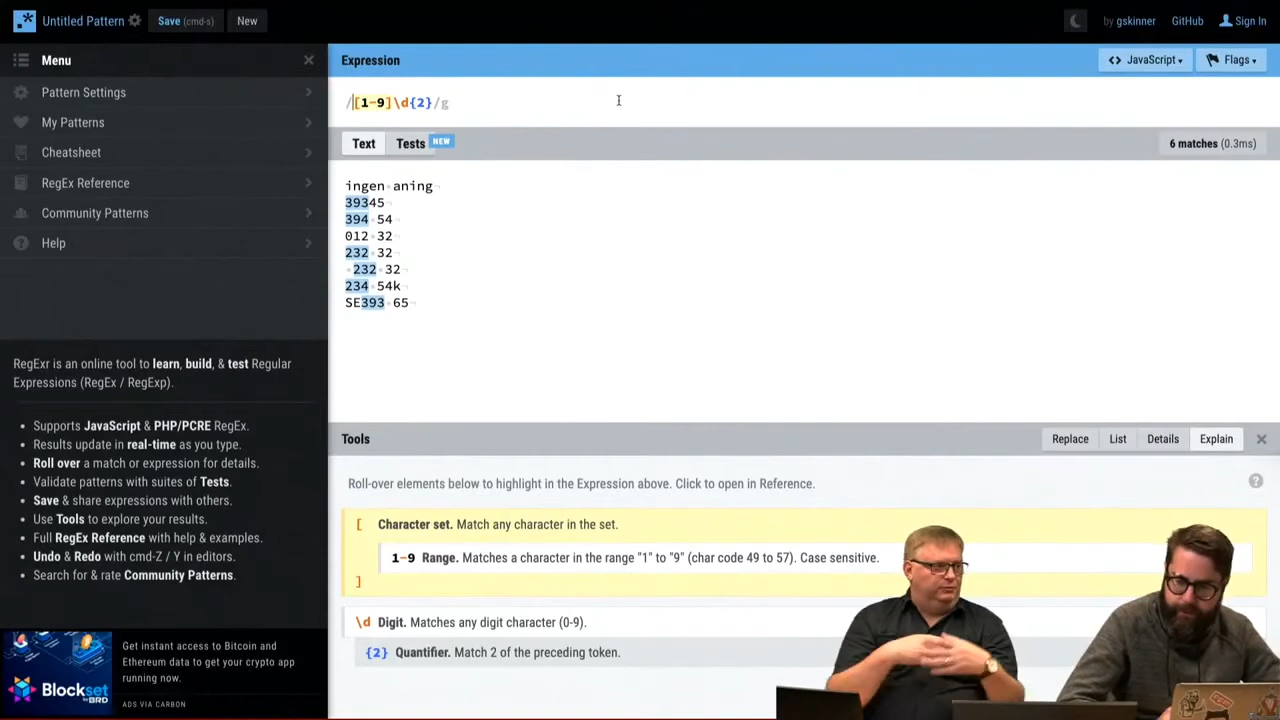 Untitled Pattern Save (cmd-s) New by gskinner GitHub Sign In
Menu
Pattern Settings
My Patterns
Cheatsheet
RegEx Reference
Community Patterns
Help
RegExr is an online tool to learn, build, & test Regular
Expressions (RegEx / RegExp).
Supports JavaScript & PHP/PCRE RegEx.
Results update in real-time as you type.
Roll over a match or expression for details.
Validate patterns with suites of Tests.
Save & share expressions with others.
Use Tools to explore your results.
Full RegEx Reference with help & examples.
Undo & Redo with cmd-Z / Y in editors.
Search for & rate Community Patterns.
Blockset
by BRD
Get instant access to Bitcoin and
Ethereum data to get your crypto app
running now.
ADS VIA CARBON
Expression JavaScript Flags
/[1-9]\d{2}/g
Text Tests NEW 6 matches (0.3ms)
ingen aning
39345
394 54
012 32
232 32
232 32
234 54k
SE393 65
Tools Replace List Details Explain
Roll-over elements below to highlight in the Expression above. Click to open in Reference.
[ Character set. Match any character in the set.
1-9 Range. Matches a character in the range "1" to "9" (char code 49 to 57). Case sensitive.
]
\d Digit. Matches any digit character (0-9).
{2} Quantifier. Match 2 of the preceding token.